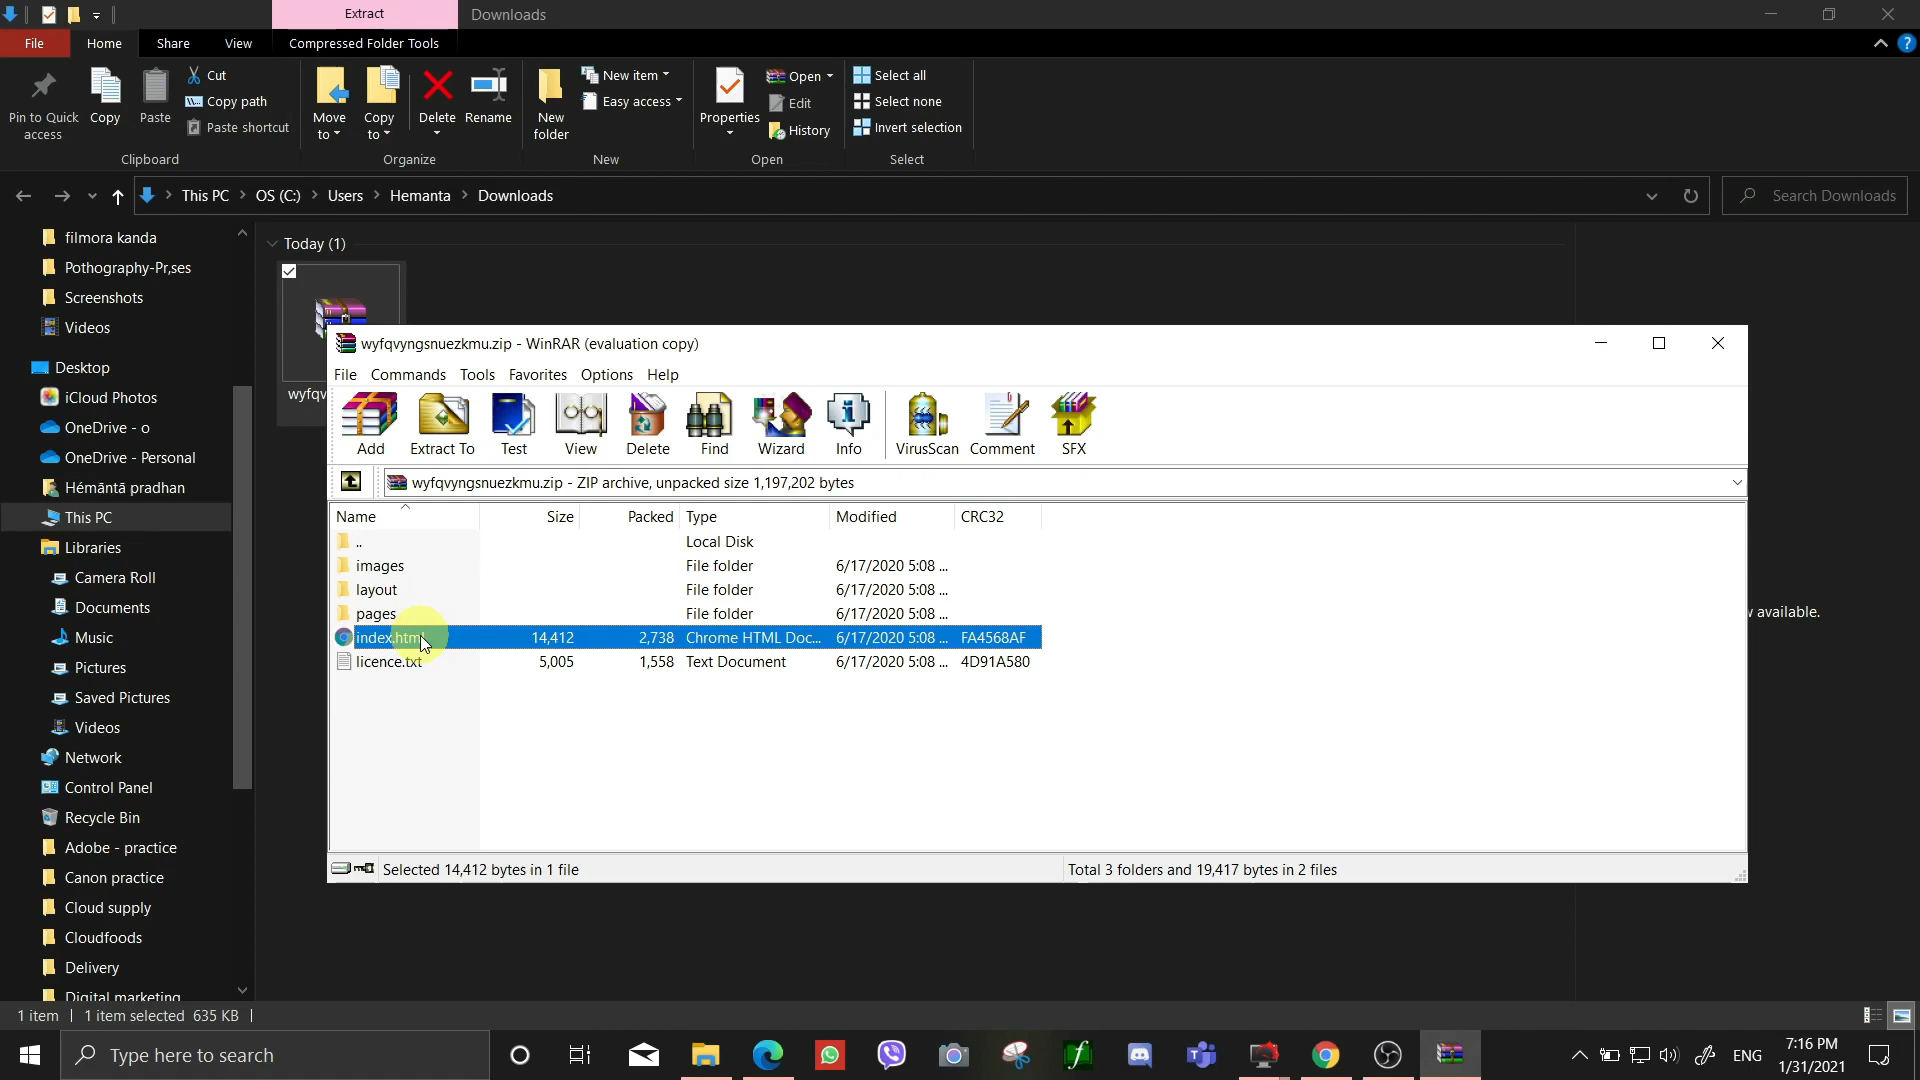 Extract
Downloads
File
Home
Share
View
Compressed Folder Tools
Pin to Quick access
Copy
Paste
Cut
Copy path
Paste shortcut
Move to
Copy to
Delete
Rename
New folder
New item
Easy access
Properties
Open
Edit
History
Select all
Select none
Invert selection
Clipboard
Organize
New
Open
Select
This PC > OS (C:) > Users > Hemanta > Downloads
Search Downloads
filmora kanda
Pothography-Pr,ses
Screenshots
Videos
Desktop
iCloud Photos
OneDrive - o
OneDrive - Personal
Hémāntā pradhan
This PC
Libraries
Camera Roll
Documents
Music
Pictures
Saved Pictures
Videos
Network
Control Panel
Recycle Bin
Adobe - practice
Canon practice
Cloud supply
Cloudfoods
Delivery
Digital marketing
Today (1)
wyfqv
available.
wyfqvyngsnuezkmu.zip - WinRAR (evaluation copy)
File Commands Tools Favorites Options Help
Add Extract To Test View Delete Find Wizard Info VirusScan Comment SFX
wyfqvyngsnuezkmu.zip - ZIP archive, unpacked size 1,197,202 bytes
Name Size Packed Type Modified CRC32
.. Local Disk
images File folder 6/17/2020 5:08 ...
layout File folder 6/17/2020 5:08 ...
pages File folder 6/17/2020 5:08 ...
index.html 14,412 2,738 Chrome HTML Doc... 6/17/2020 5:08 ... FA4568AF
licence.txt 5,005 1,558 Text Document 6/17/2020 5:08 ... 4D91A580
Selected 14,412 bytes in 1 file
Total 3 folders and 19,417 bytes in 2 files
1 item
1 item selected 635 KB
Type here to search
ENG
7:16 PM
1/31/2021